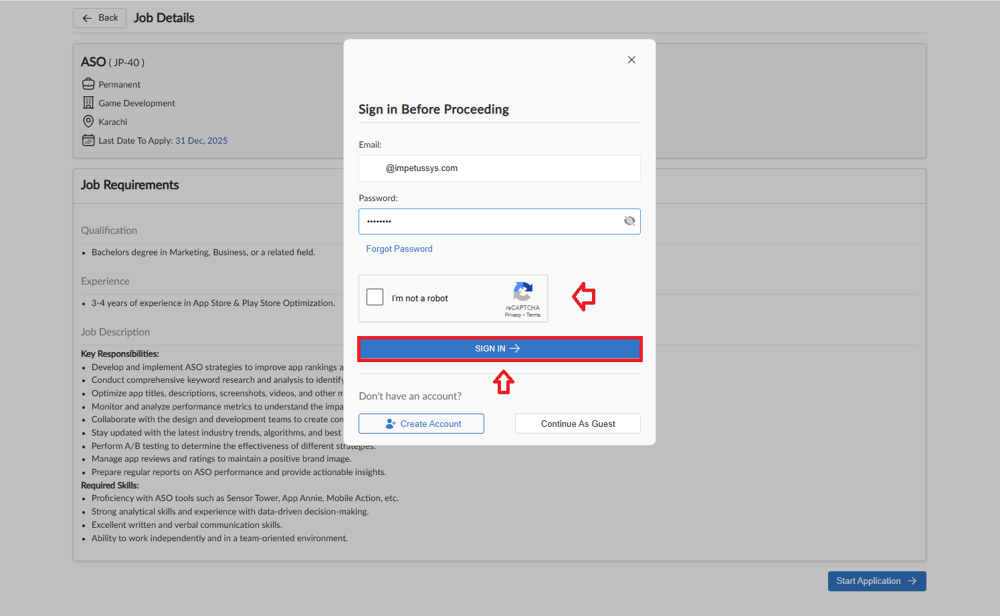 Back
Job Details
ASO ( JP-40 )
Permanent
Game Development
Karachi
Last Date To Apply: 31 Dec, 2025
Job Requirements
Qualification
Bachelors degree in Marketing, Business, or a related field.
Experience
3-4 years of experience in App Store & Play Store Optimization.
Job Description
Key Responsibilities:
Develop and implement ASO strategies to improve app rankings a
Conduct comprehensive keyword research and analysis to identify
Optimize app titles, descriptions, screenshots, videos, and other m
Monitor and analyze performance metrics to understand the impa
Collaborate with the design and development teams to create con
Stay updated with the latest industry trends, algorithms, and best
Perform A/B testing to determine the effectiveness of different strategies.
Manage app reviews and ratings to maintain a positive brand image.
Prepare regular reports on ASO performance and provide actionable insights.
Required Skills:
Proficiency with ASO tools such as Sensor Tower, App Annie, Mobile Action, etc.
Strong analytical skills and experience with data-driven decision-making.
Excellent written and verbal communication skills.
Ability to work independently and in a team-oriented environment.
Start Application
Sign in Before Proceeding
Email:
@impetussys.com
Password:
••••••••
Forgot Password
I'm not a robot
reCAPTCHA
Privacy - Terms
SIGN IN
Don't have an account?
Create Account
Continue As Guest